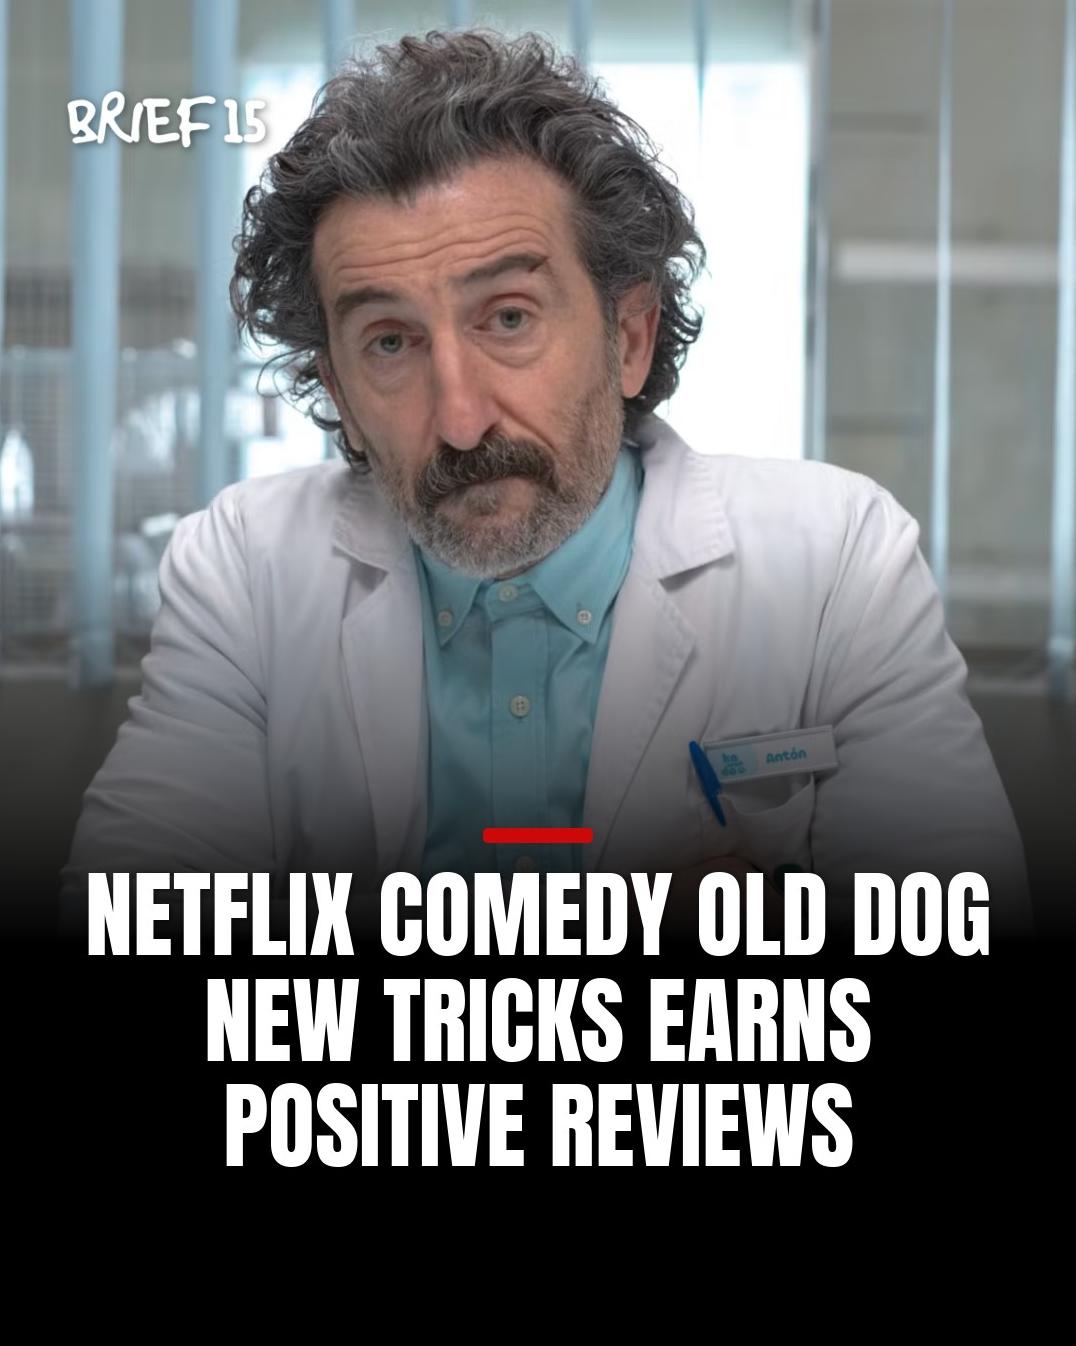 BRIEF 15
Antón
NETFLIX COMEDY OLD DOG
NEW TRICKS EARNS
POSITIVE REVIEWS